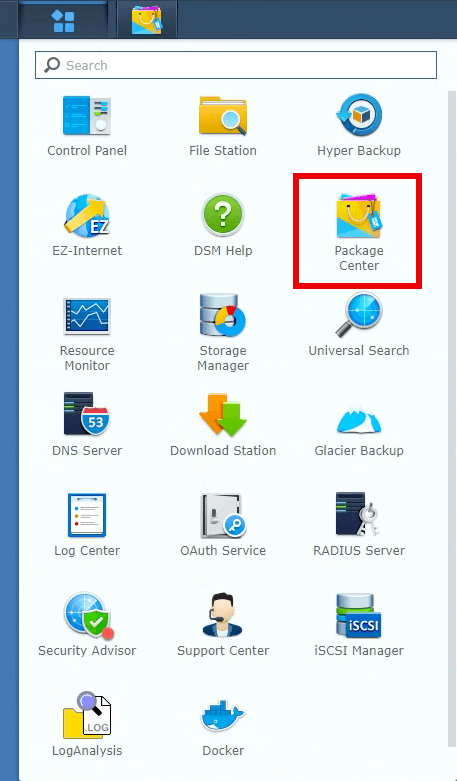 Search
Control Panel
File Station
Hyper Backup
EZ
EZ-Internet
?
DSM Help
Package
Center
Resource
Monitor
Storage
Manager
Universal Search
53
DNS Server
Download Station
Glacier Backup
Log Center
OAuth Service
RADIUS Server
Security Advisor
Support Center
iSCSI
iSCSI Manager
.LOG
LogAnalysis
Docker